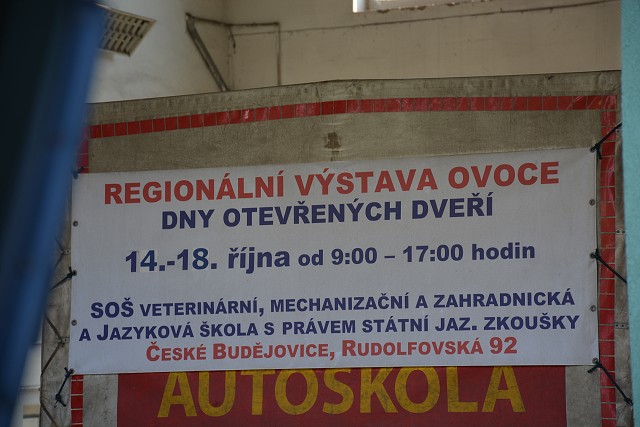 REGIONÁLNÍ VÝSTAVA OVOCE
DNY OTEVŘENÝCH DVEŘÍ
14.-18. října od 9:00 – 17:00 hodin
SOŠ VETERINÁRNÍ, MECHANIZAČNÍ A ZAHRADNICKÁ
A JAZYKOVÁ ŠKOLA S PRÁVEM STÁTNÍ JAZ. ZKOUŠKY
ČESKÉ BUDĚJOVICE, RUDOLFOVSKÁ 92
AUTOŠKOLA